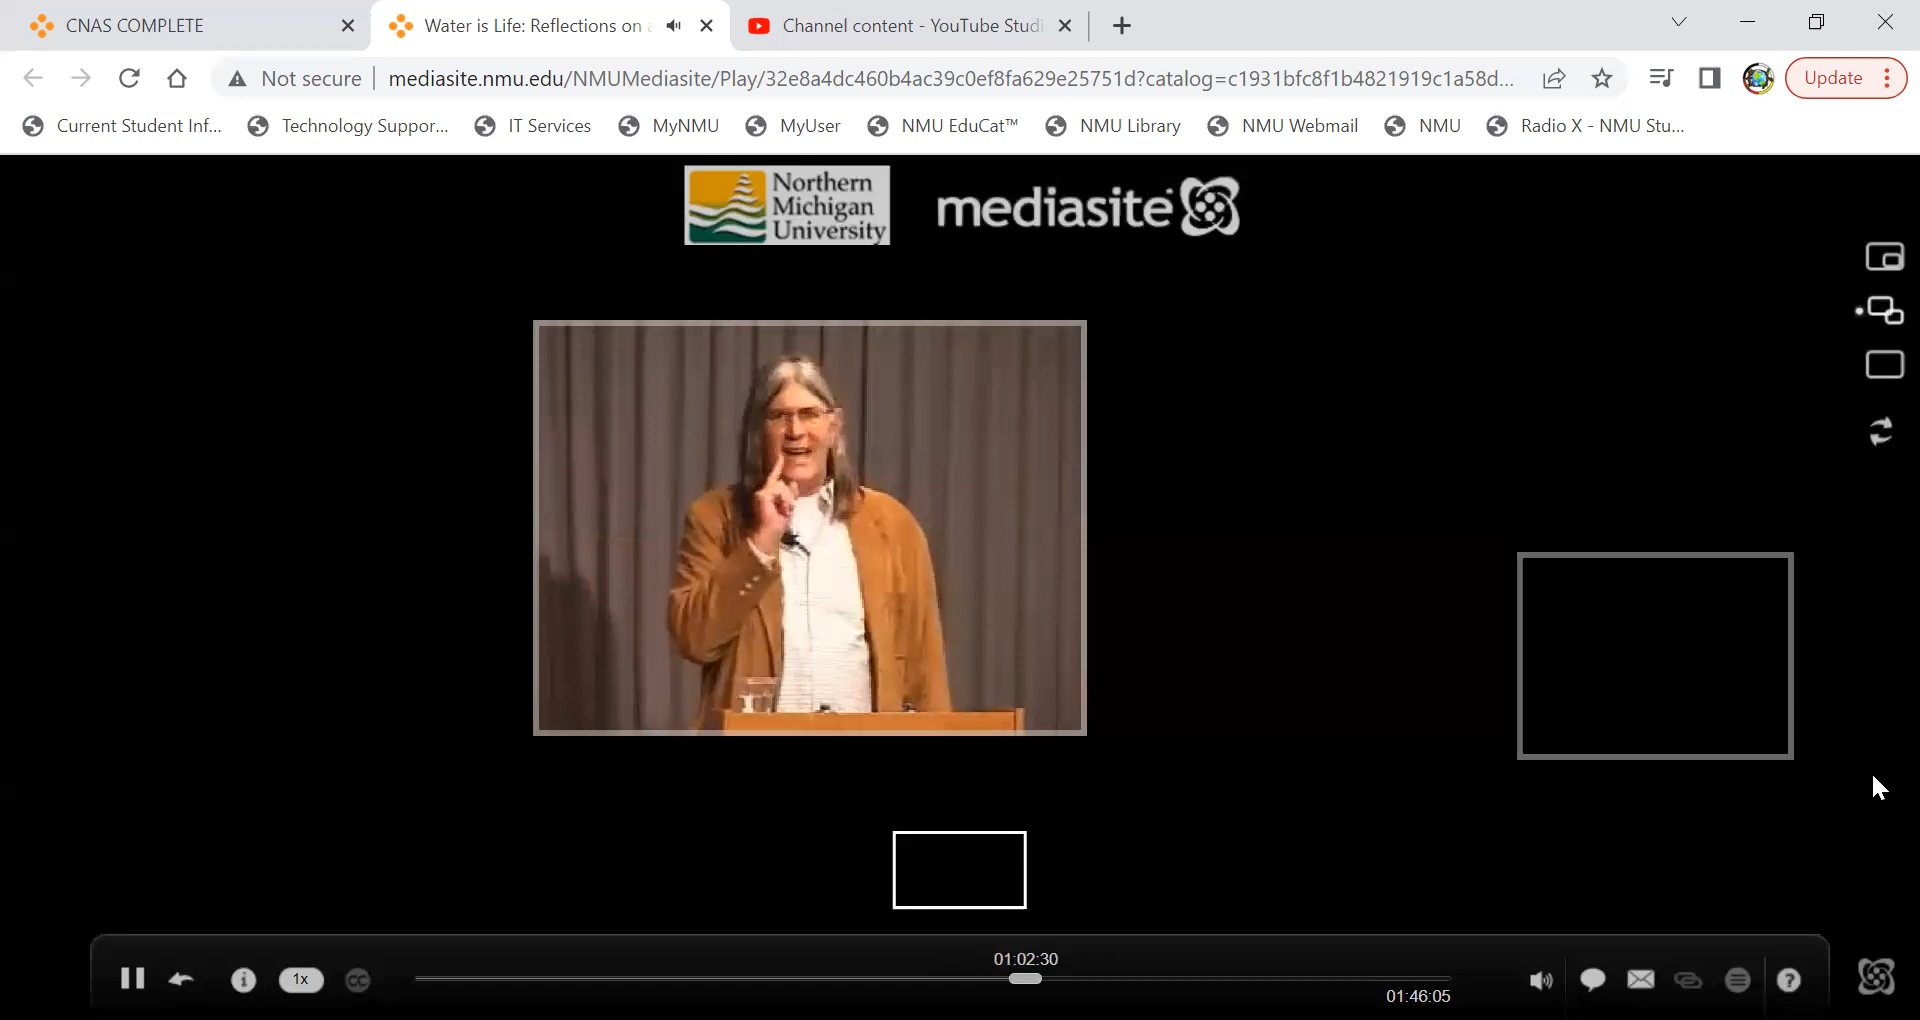 CNAS COMPLETE
Water is Life: Reflections on a
Channel content - YouTube Studi
Not secure
mediasite.nmu.edu/NMUMediasite/Play/32e8a4dc460b4ac39c0ef8fa629e25751d?catalog=c1931bfc8f1b4821919c1a58d...
Update
Current Student Inf...
Technology Suppor...
IT Services
MyNMU
MyUser
NMU EduCat™
NMU Library
NMU Webmail
NMU
Radio X - NMU Stu...
Northern
Michigan
University
mediasite
01:02:30
1x
CC
01:46:05